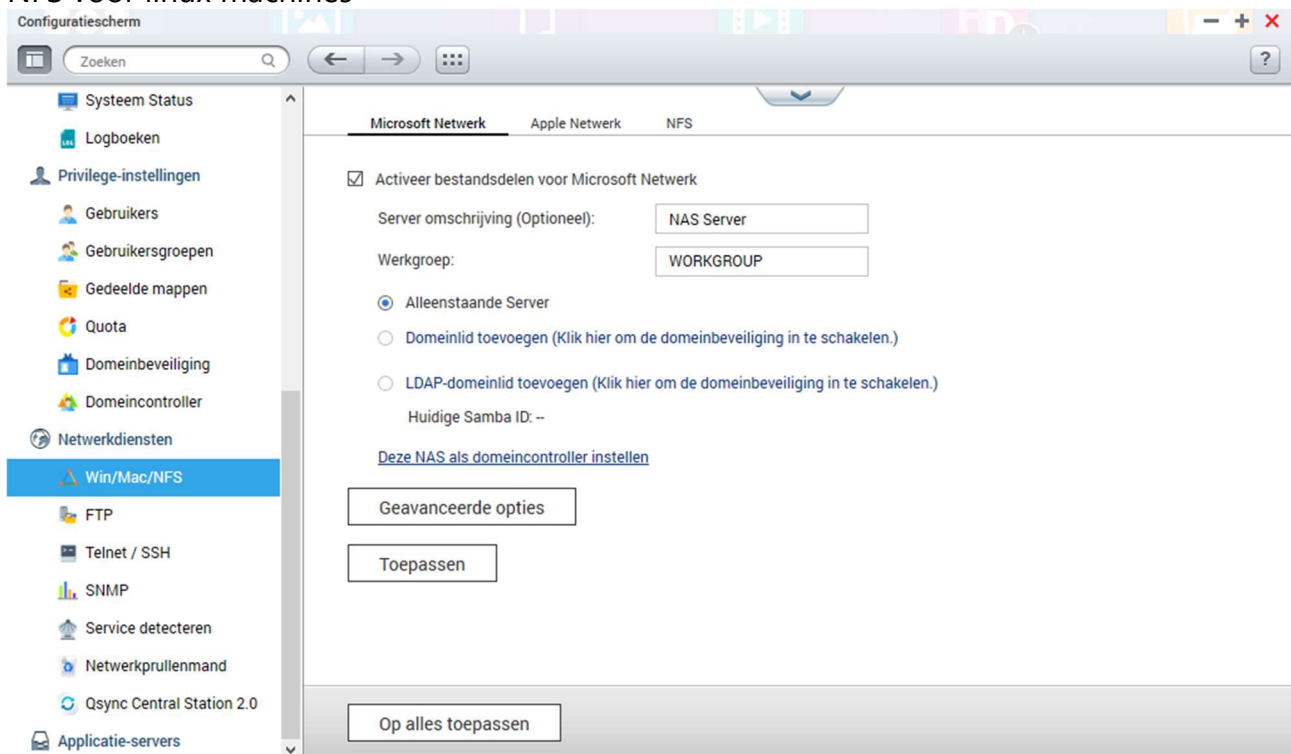 NFS voor linux machines
Configuratiescherm
Zoeken
?
Systeem Status
Logboeken
Privilege-instellingen
Gebruikers
Gebruikersgroepen
Gedeelde mappen
Quota
Domeinbeveiliging
Domeincontroller
Netwerkdiensten
Win/Mac/NFS
FTP
Telnet / SSH
SNMP
Service detecteren
Netwerkprullenmand
Qsync Central Station 2.0
Applicatie-servers
Microsoft Netwerk Apple Netwerk NFS
Activeer bestandsdelen voor Microsoft Netwerk
Server omschrijving (Optioneel): NAS Server
Werkgroep: WORKGROUP
Alleenstaande Server
Domeinlid toevoegen (Klik hier om de domeinbeveiliging in te schakelen.)
LDAP-domeinlid toevoegen (Klik hier om de domeinbeveiliging in te schakelen.)
Huidige Samba ID: --
Deze NAS als domeincontroller instellen
Geavanceerde opties
Toepassen
Op alles toepassen